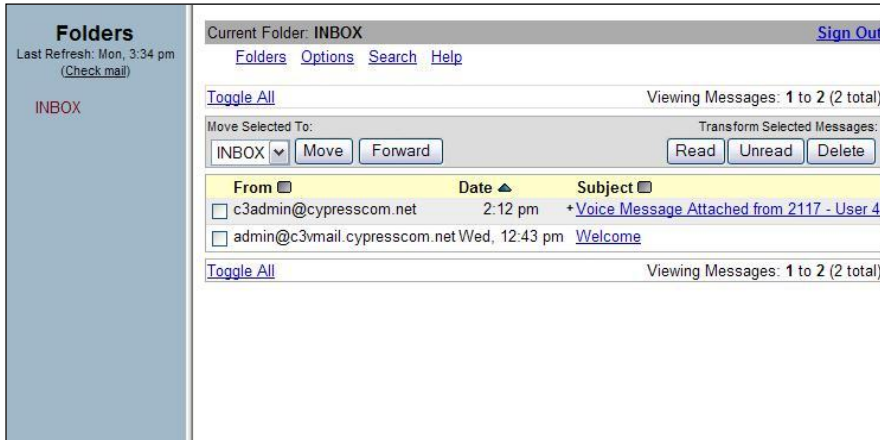 Folders
Last Refresh: Mon, 3:34 pm
(Check mail)
INBOX
Current Folder: INBOX Sign Out
Folders Options Search Help
Toggle All Viewing Messages: 1 to 2 (2 total)
Move Selected To: Transform Selected Messages:
INBOX Move Forward Read Unread Delete
From Date Subject
c3admin@cypresscom.net 2:12 pm +Voice Message Attached from 2117 - User 4
admin@c3vmail.cypresscom.net Wed, 12:43 pm Welcome
Toggle All Viewing Messages: 1 to 2 (2 total)